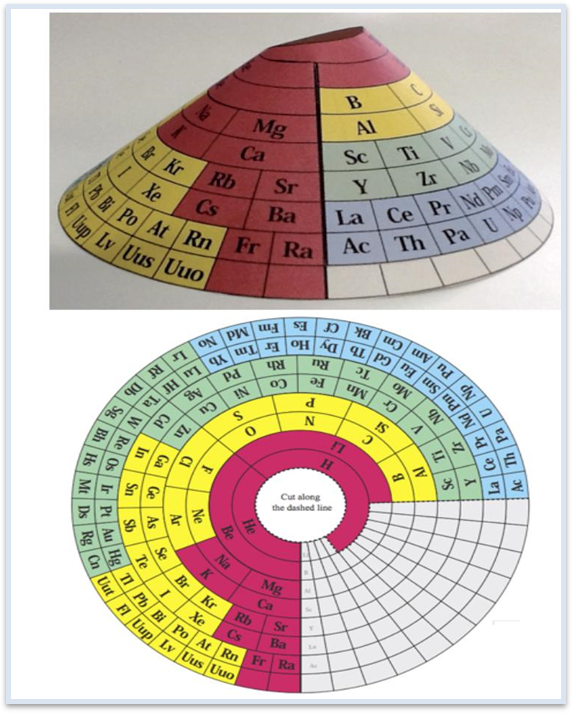 B C
Na Mg Al Si
K Ca Sc Ti V
Br Kr Rb Sr Y Zr Nb
I Xe Cs Ba La Ce Pr Nd Pm Sm
Pb Bi Po At Rn Fr Ra Ac Th Pa U Np Pu
Fl Uup Lv Uus Uuo
Cut along
the dashed line
H He
Li Be
B C N O F Ne Na Mg
Al Si P S Cl Ar K Ca
Sc Ti V Cr Mn Fe Co Ni Cu Zn Ga Ge As Se Br Kr Rb Sr
Y Zr Nb Mo Tc Ru Rh Pd Ag Cd In Sn Sb Te I Xe Cs Ba
La Ce Pr Nd Pm Sm Eu Gd Tb Dy Ho Er Tm Yb Lu Hf Ta W Re Os Ir Pt Au Hg Tl Pb Bi Po At Rn Fr Ra
Ac Th Pa U Np Pu Am Cm Bk Cf Es Fm Md No Lr Rf Db Sg Bh Hs Mt Ds Rg Cn Uut Fl Uup Lv Uus Uuo